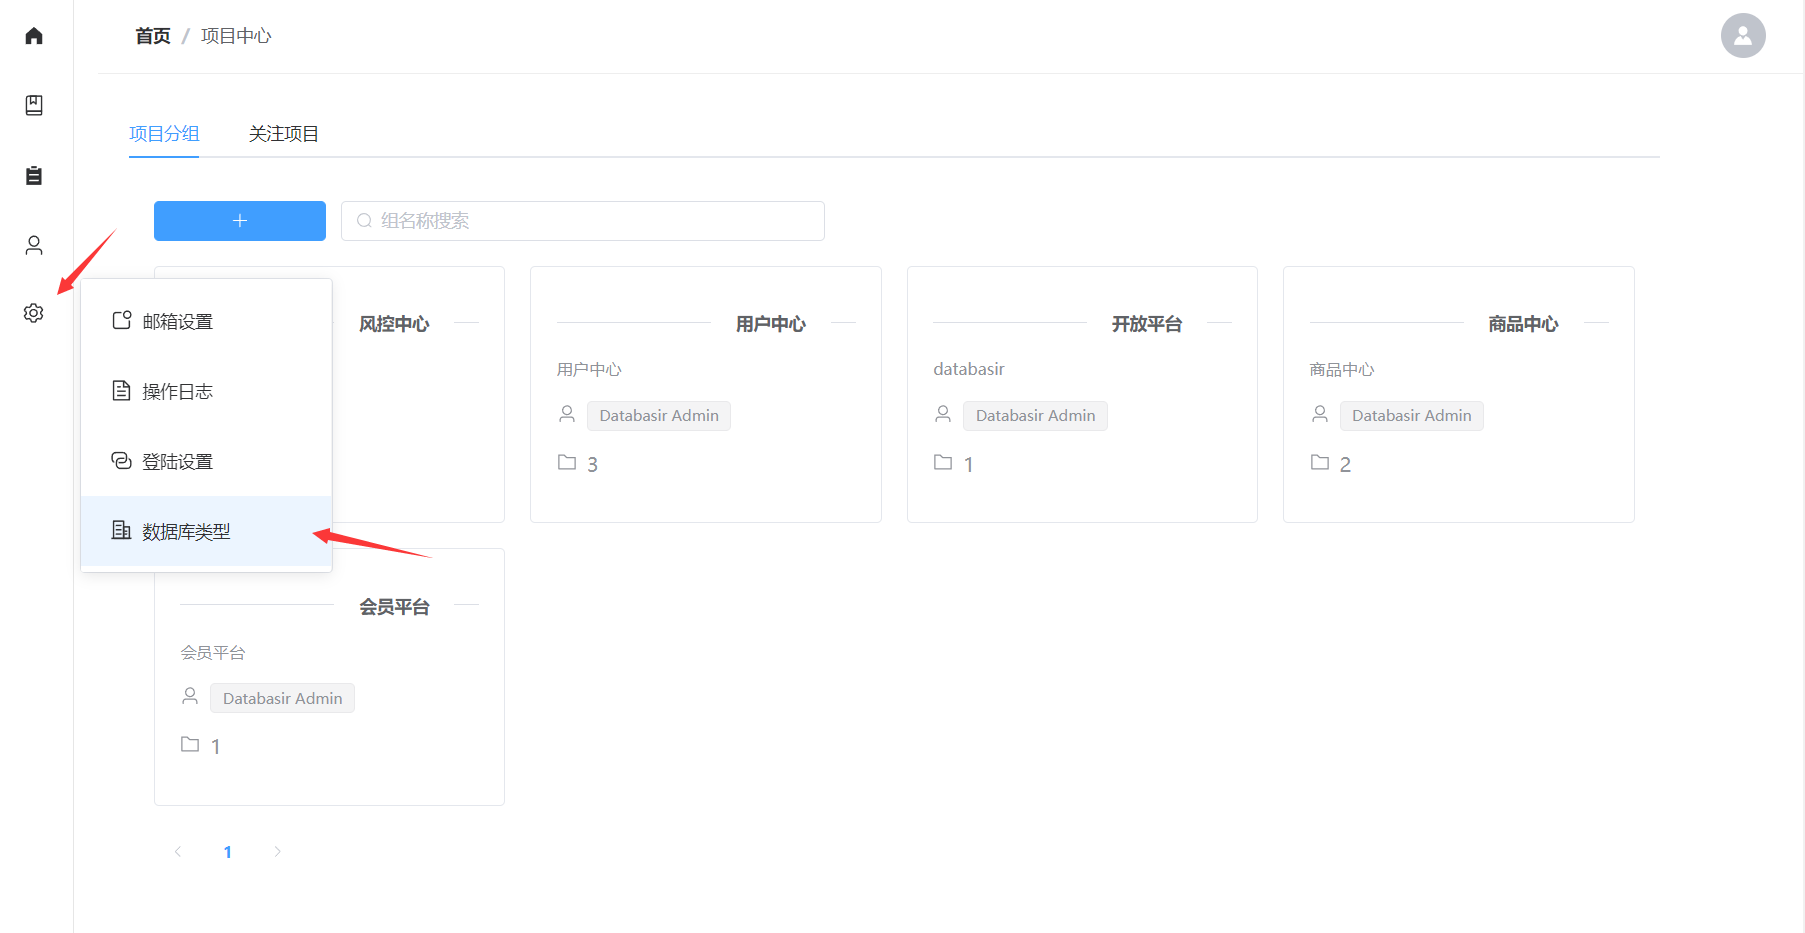 首页 / 项目中心
项目分组
关注项目
组名称搜索
邮箱设置
操作日志
登陆设置
数据库类型
风控中心
用户中心
用户中心
Databasir Admin
3
开放平台
databasir
Databasir Admin
1
商品中心
商品中心
Databasir Admin
2
会员平台
会员平台
Databasir Admin
1
1